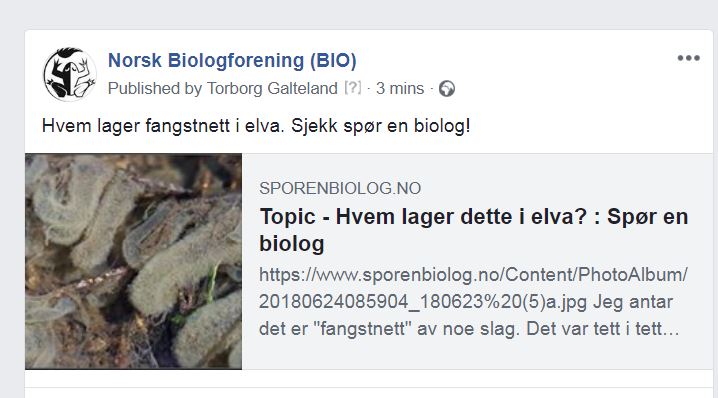 Norsk Biologforening (BIO)
Published by Torborg Galteland [?] · 3 mins ·
Hvem lager fangstnett i elva. Sjekk spør en biolog!
SPORENBIOLOG.NO
Topic - Hvem lager dette i elva? : Spør en
biolog
https://www.sporenbiolog.no/Content/PhotoAlbum/
20180624085904_180623%20(5)a.jpg Jeg antar
det er "fangstnett" av noe slag. Det var tett i tett…